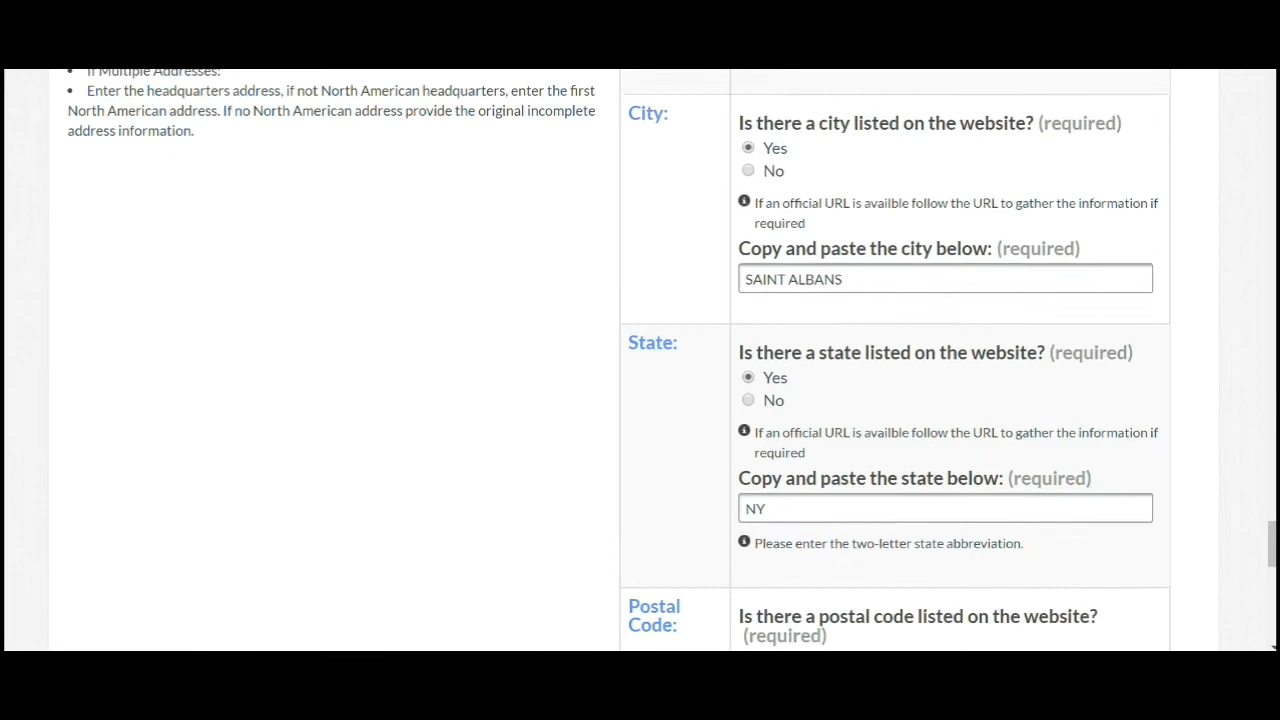 If Multiple Addresses:
Enter the headquarters address, if not North American headquarters, enter the first
North American address. If no North American address provide the original incomplete
address information.
City:
Is there a city listed on the website? (required)
Yes
No
If an official URL is availble follow the URL to gather the information if
required
Copy and paste the city below: (required)
SAINT ALBANS
State:
Is there a state listed on the website? (required)
Yes
No
If an official URL is availble follow the URL to gather the information if
required
Copy and paste the state below: (required)
NY
Please enter the two-letter state abbreviation.
Postal
Code:
Is there a postal code listed on the website?
(required)